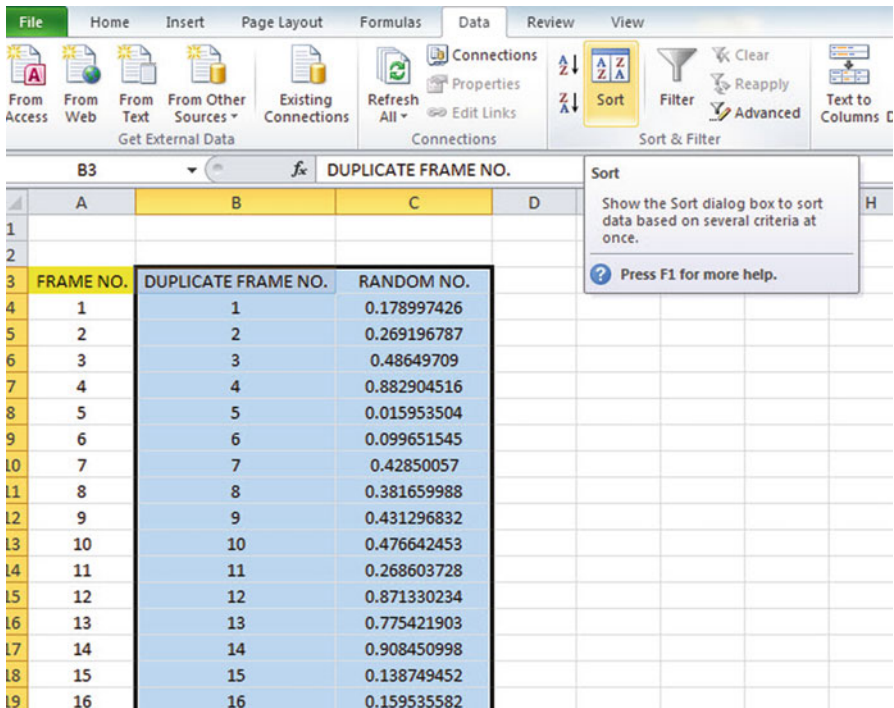 File Home Insert Page Layout Formulas Data Review View
From Access
From Web
From Text
From Other Sources
Existing Connections
Get External Data
Refresh All
Connections
Properties
Edit Links
Connections
A Z
Z A
A Z Z A
Sort
Filter
Clear
Reapply
Advanced
Sort & Filter
Text to Columns
B3 fx DUPLICATE FRAME NO.
Sort
Show the Sort dialog box to sort
data based on several criteria at
once.
? Press F1 for more help.
A B C D H
1
2
3 FRAME NO. DUPLICATE FRAME NO. RANDOM NO.
4 1 1 0.178997426
5 2 2 0.269196787
6 3 3 0.48649709
7 4 4 0.882904516
8 5 5 0.015953504
9 6 6 0.099651545
10 7 7 0.42850057
11 8 8 0.381659988
12 9 9 0.431296832
13 10 10 0.476642453
14 11 11 0.268603728
15 12 12 0.871330234
16 13 13 0.775421903
17 14 14 0.908450998
18 15 15 0.138749452
19 16 16 0.159535582